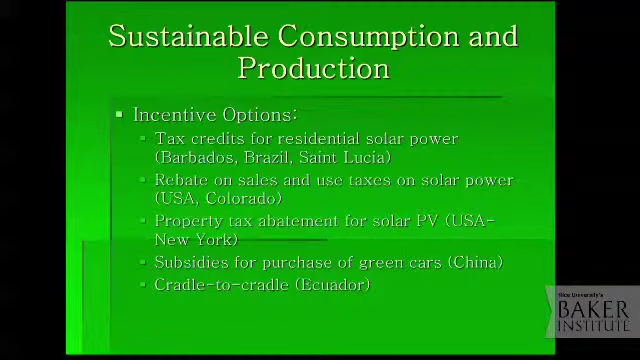 Sustainable Consumption and
Production
Incentive Options:
Tax credits for residential solar power
(Barbados, Brazil, Saint Lucia)
Rebate on sales and use taxes on solar power
(USA, Colorado)
Property tax abatement for solar PV (USA-
New York)
Subsidies for purchase of green cars (China)
Cradle-to-cradle (Ecuador)
Rice University's
BAKER
INSTITUTE